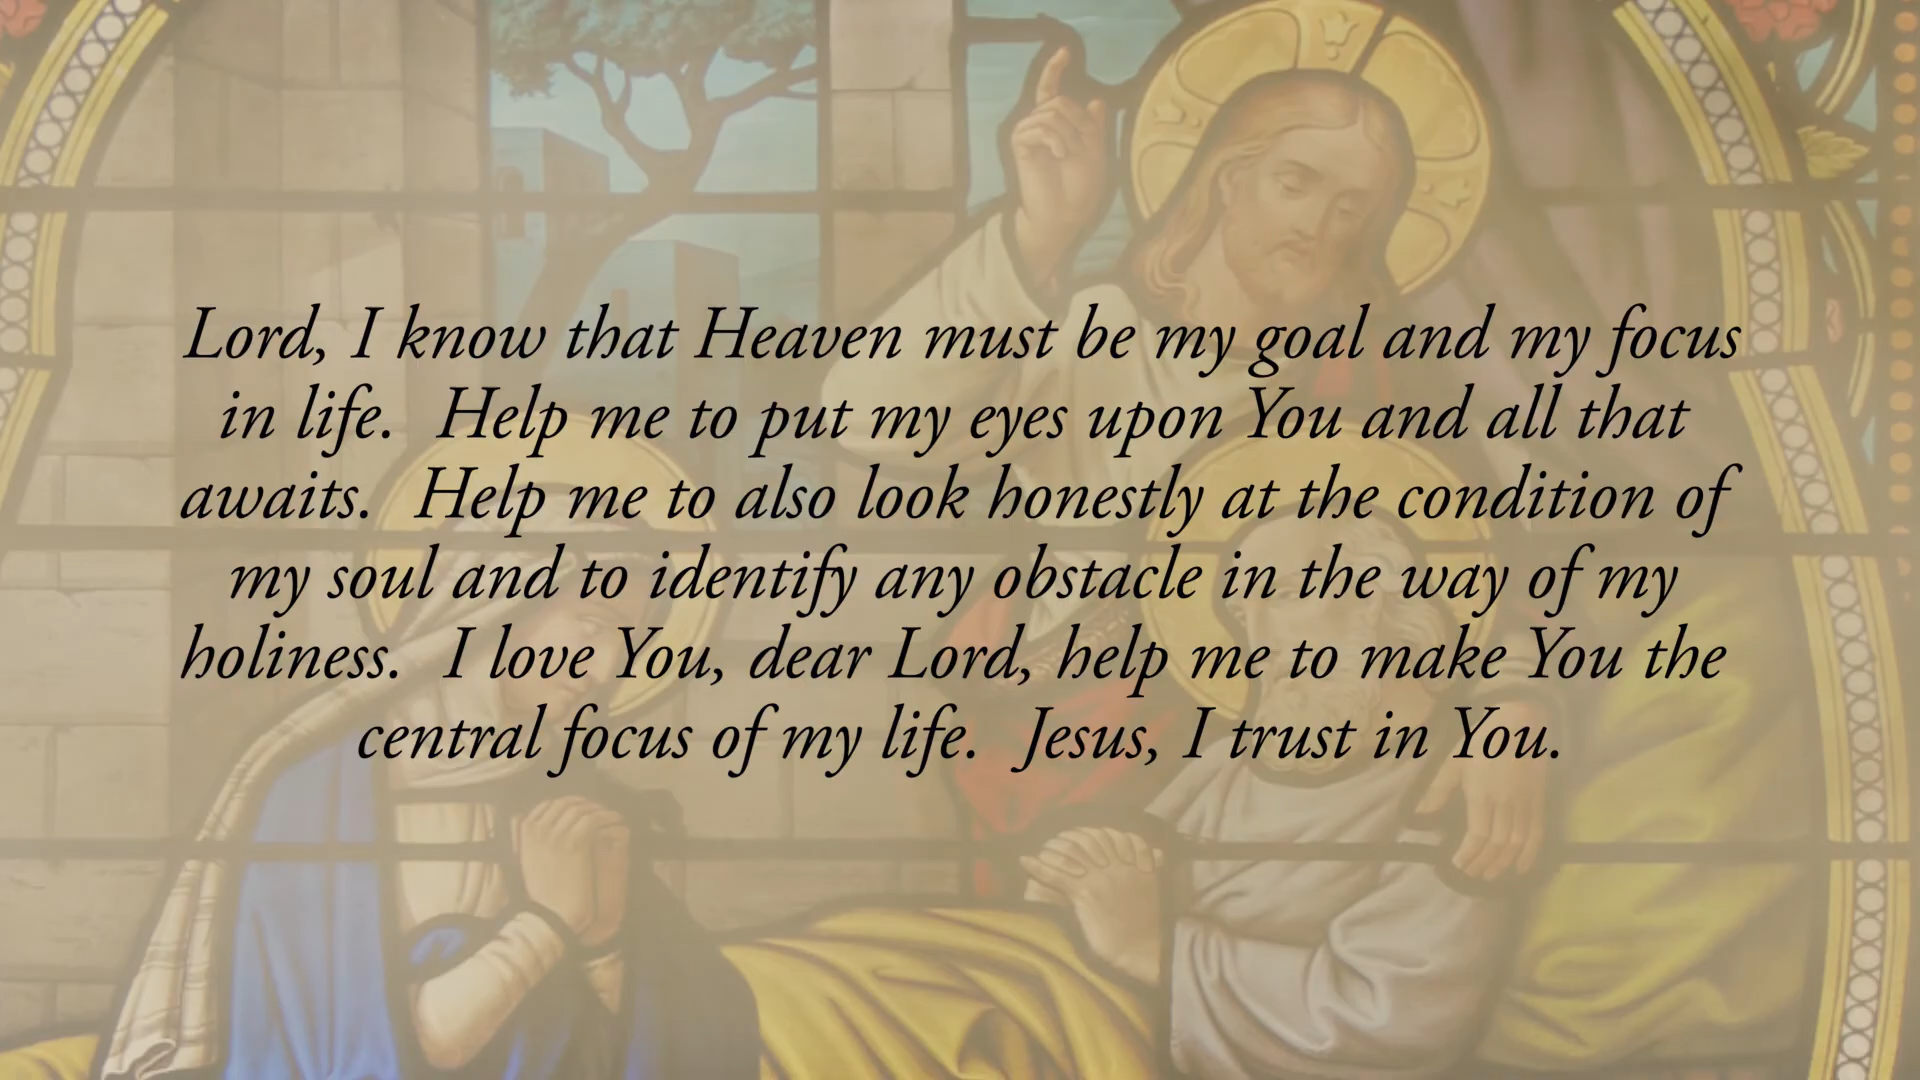 Lord, I know that Heaven must be my goal and my focus
in life.  Help me to put my eyes upon You and all that
awaits.  Help me to also look honestly at the condition of
my soul and to identify any obstacle in the way of my
holiness.  I love You, dear Lord, help me to make You the
central focus of my life.  Jesus, I trust in You.